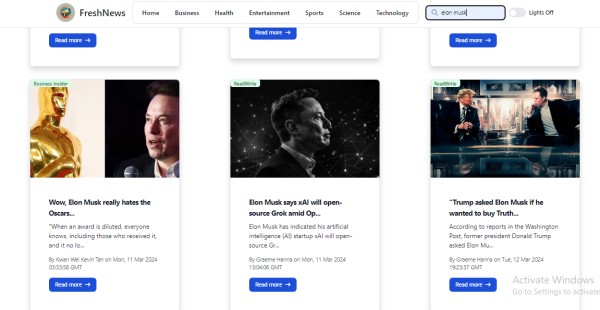 FreshNews
Home Business Health Entertainment Sports Science Technology
elon musk
Lights Off
Read more →
Read more →
Read more →
Business Insider
Wow, Elon Musk really hates the
Oscars...
"When an award is diluted, everyone
knows, including those who received it,
and it no lo...
By Kwan Wei Kevin Tan on Mon, 11 Mar 2024
03:33:58 GMT
Read more →
ReadWrite
Elon Musk says xAI will open-
source Grok amid Op...
Elon Musk has indicated his artificial
intelligence (AI) startup xAI will open-
source Gr...
By Graeme Hanna on Mon, 11 Mar 2024
13:04:06 GMT
Read more →
ReadWrite
"Trump asked Elon Musk if he
wanted to buy Truth...
According to reports in the Washington
Post, former president Donald Trump
asked Elon Mu...
By Graeme Hanna on Tue, 12 Mar 2024
19:23:37 GMT
Read more →
Activate Windows
Go to Settings to activate